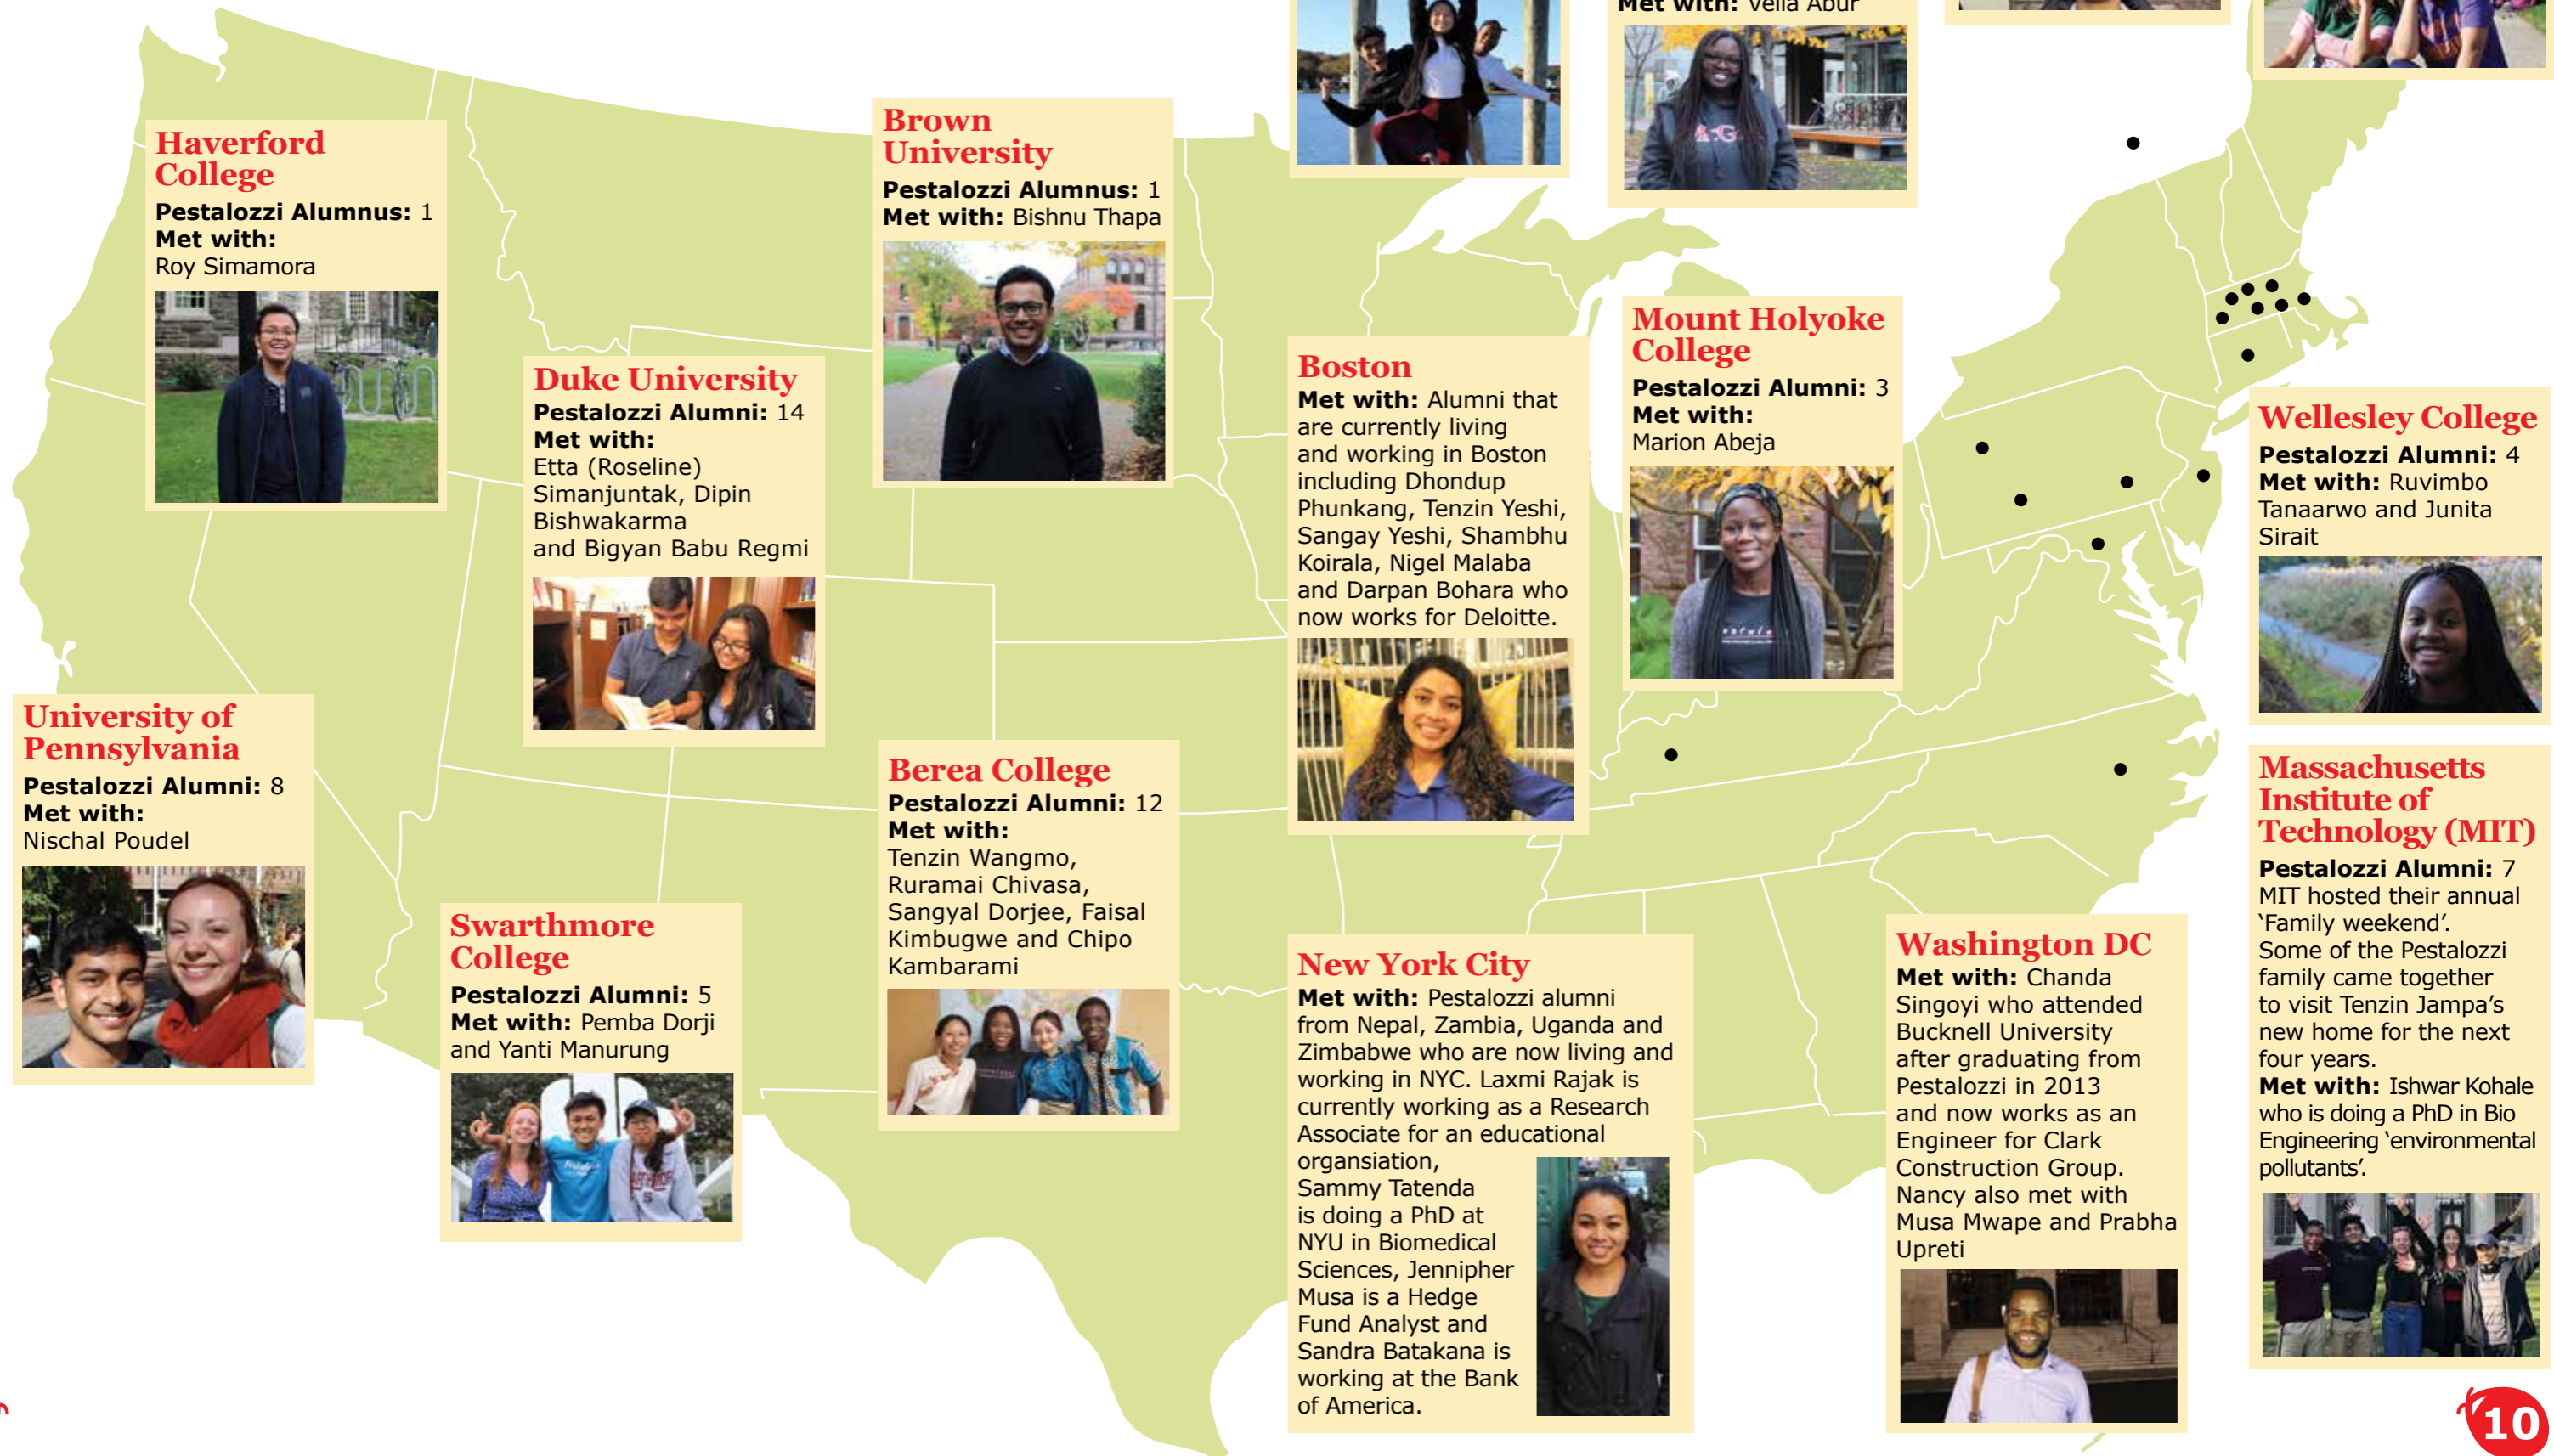 Met with: Vella Abur
Haverford
College
Pestalozzi Alumnus: 1
Met with:
Roy Simamora
Brown
University
Pestalozzi Alumnus: 1
Met with: Bishnu Thapa
Duke University
Pestalozzi Alumni: 14
Met with:
Etta (Roseline)
Simanjuntak, Dipin
Bishwakarma
and Bigyan Babu Regmi
Boston
Met with: Alumni that
are currently living
and working in Boston
including Dhondup
Phunkang, Tenzin Yeshi,
Sangay Yeshi, Shambhu
Koirala, Nigel Malaba
and Darpan Bohara who
now works for Deloitte.
Mount Holyoke
College
Pestalozzi Alumni: 3
Met with:
Marion Abeja
Wellesley College
Pestalozzi Alumni: 4
Met with: Ruvimbo
Tanaarwo and Junita
Sirait
University of
Pennsylvania
Pestalozzi Alumni: 8
Met with:
Nischal Poudel
Swarthmore
College
Pestalozzi Alumni: 5
Met with: Pemba Dorji
and Yanti Manurung
Berea College
Pestalozzi Alumni: 12
Met with:
Tenzin Wangmo,
Ruramai Chivasa,
Sangyal Dorjee, Faisal
Kimbugwe and Chipo
Kambarami
New York City
Met with: Pestalozzi alumni
from Nepal, Zambia, Uganda and
Zimbabwe who are now living and
working in NYC. Laxmi Rajak is
currently working as a Research
Associate for an educational
organsiation,
Sammy Tatenda
is doing a PhD at
NYU in Biomedical
Sciences, Jennipher
Musa is a Hedge
Fund Analyst and
Sandra Batakana is
working at the Bank
of America.
Washington DC
Met with: Chanda
Singoyi who attended
Bucknell University
after graduating from
Pestalozzi in 2013
and now works as an
Engineer for Clark
Construction Group.
Nancy also met with
Musa Mwape and Prabha
Upreti
Massachusetts
Institute of
Technology (MIT)
Pestalozzi Alumni: 7
MIT hosted their annual
‘Family weekend’.
Some of the Pestalozzi
family came together
to visit Tenzin Jampa’s
new home for the next
four years.
Met with: Ishwar Kohale
who is doing a PhD in Bio
Engineering ‘environmental
pollutants’.
10